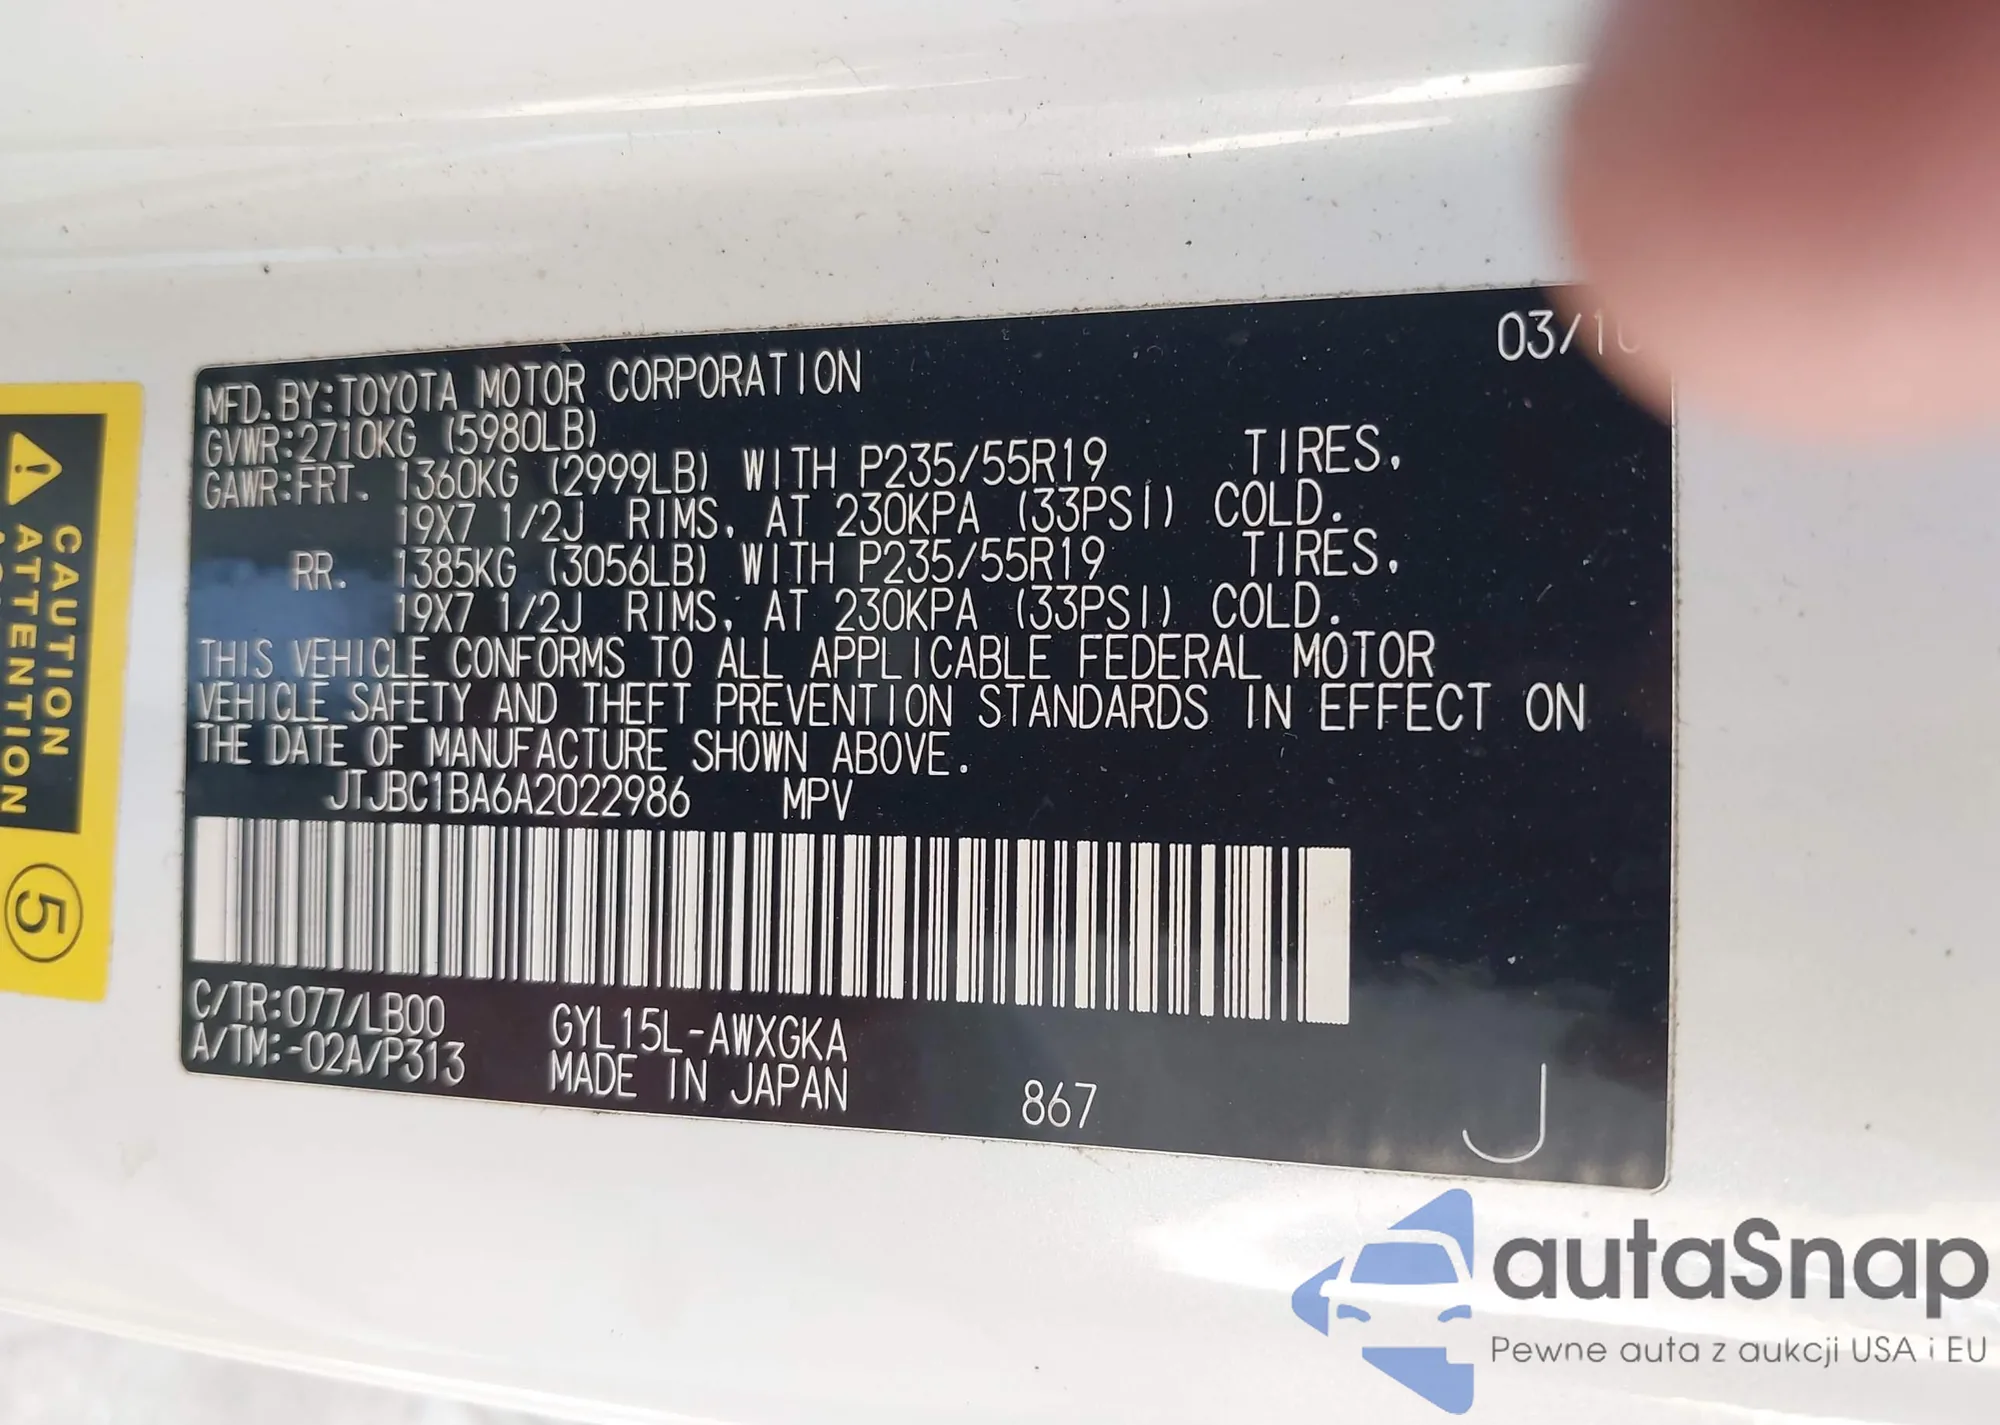 03/10
MFD. BY:TOYOTA MOTOR CORPORATION
GVWR:2710KG (5980LB)
GAWR:FRT. 1360KG (2999LB) WITH P235/55R19 TIRES,
19X7 1/2J RIMS, AT 230KPA (33PSI) COLD.
RR. 1385KG (3056LB) WITH P235/55R19 TIRES,
19X7 1/2J RIMS, AT 230KPA (33PSI) COLD.
THIS VEHICLE CONFORMS TO ALL APPLICABLE FEDERAL MOTOR
VEHICLE SAFETY AND THEFT PREVENTION STANDARDS IN EFFECT ON
THE DATE OF MANUFACTURE SHOWN ABOVE.
JTJBC1BA6A2022986 MPV
C/TR:077/LB00 GYL15L-AWXGKA
A/TM:-02A/P313 MADE IN JAPAN 867 J
CAUTION
ATTENTION
5
autaSnap
Pewne auta z aukcji USA i EU